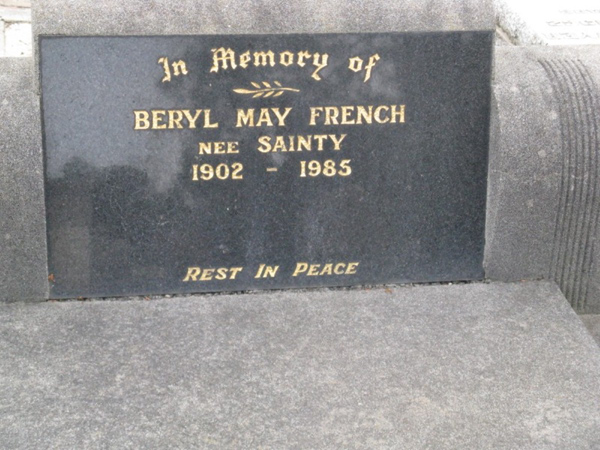 In Memory of
BERYL MAY FRENCH
NEE SAINTY
1902 - 1985
REST IN PEACE